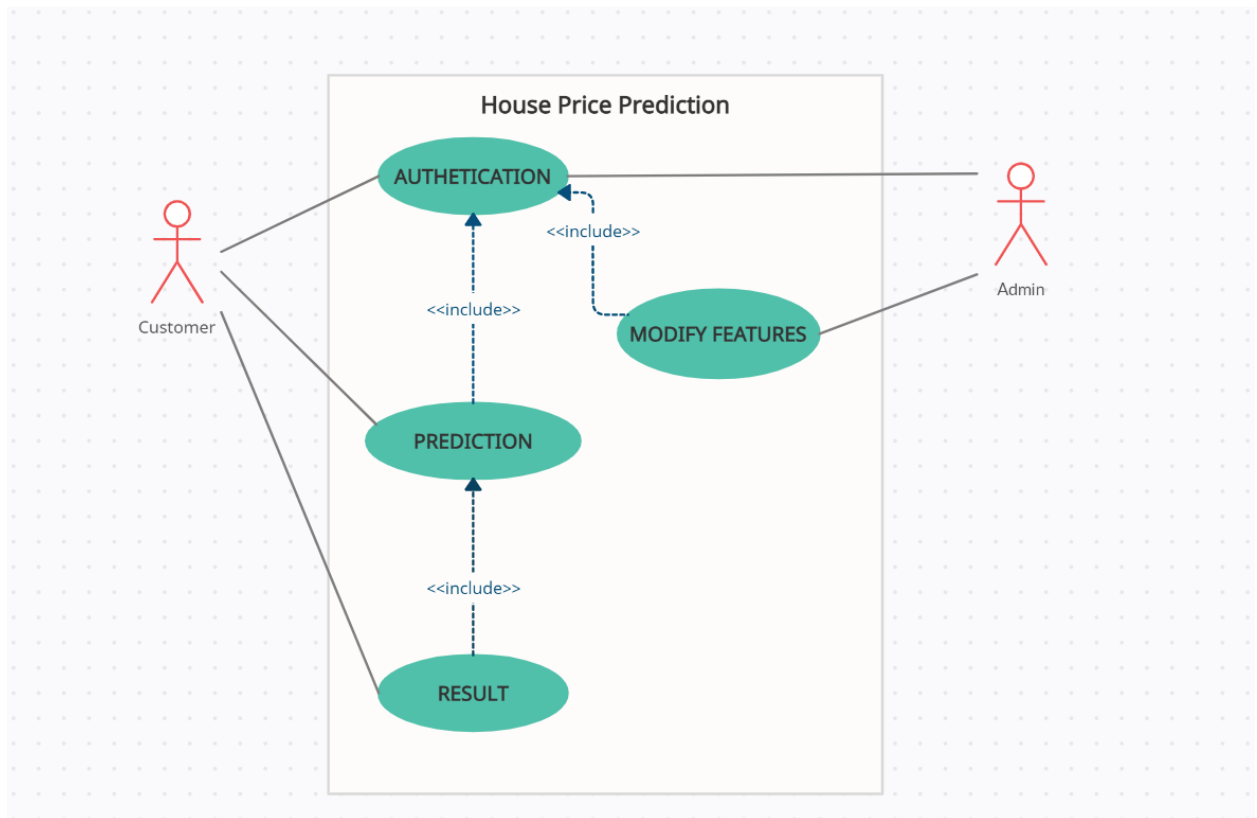 House Price Prediction
AUTHETICATION
<<include>>
Admin
<<include>>
Customer
MODIFY FEATURES
PREDICTION
<<include>>
RESULT